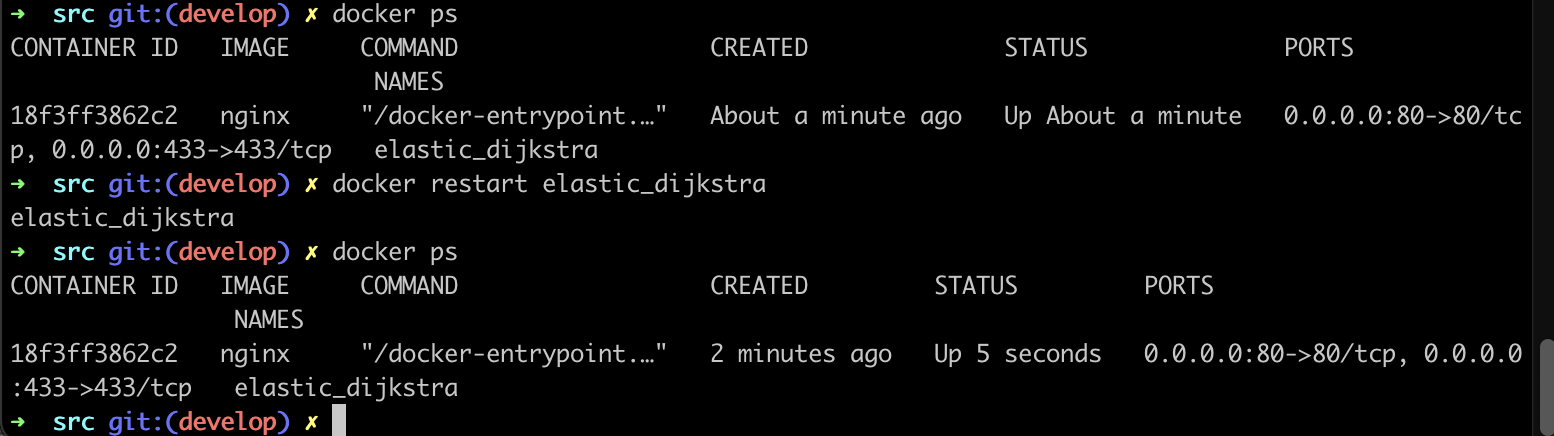 ➜  src git:(develop) ✗ docker ps
CONTAINER ID   IMAGE     COMMAND                  CREATED              STATUS              PORTS
                          NAMES
18f3ff3862c2   nginx     "/docker-entrypoint.…"   About a minute ago   Up About a minute   0.0.0.0:80->80/tc
p, 0.0.0.0:433->433/tcp   elastic_dijkstra
➜  src git:(develop) ✗ docker restart elastic_dijkstra
elastic_dijkstra
➜  src git:(develop) ✗ docker ps
CONTAINER ID   IMAGE     COMMAND                  CREATED         STATUS         PORTS
                NAMES
18f3ff3862c2   nginx     "/docker-entrypoint.…"   2 minutes ago   Up 5 seconds   0.0.0.0:80->80/tcp, 0.0.0.0
:433->433/tcp   elastic_dijkstra
➜  src git:(develop) ✗